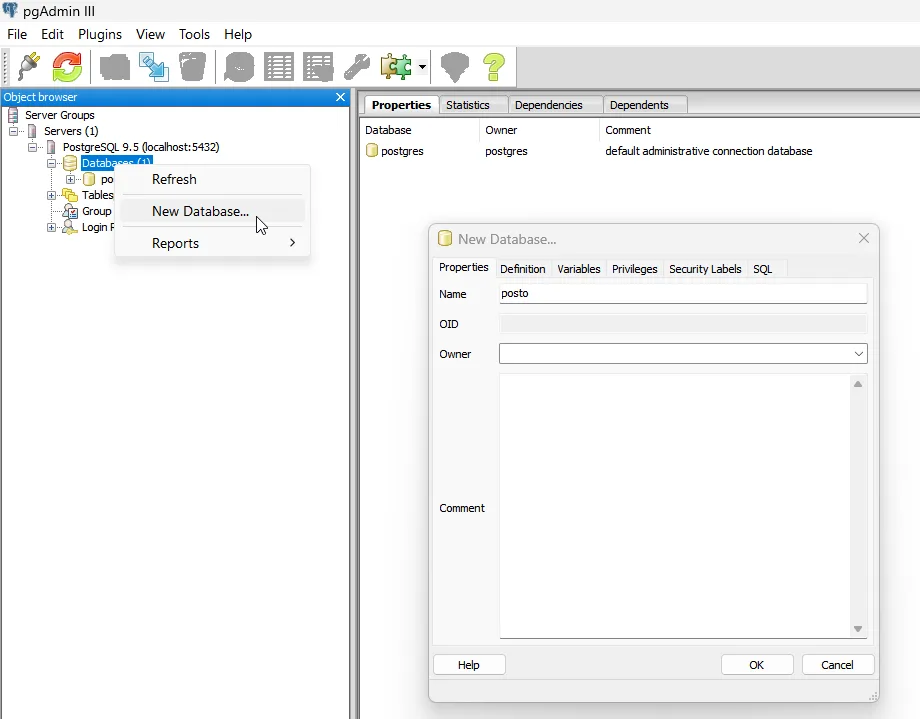 pgAdmin III
File Edit Plugins View Tools Help
Object browser
Server Groups
Servers (1)
PostgreSQL 9.5 (localhost:5432)
Databases (1)
po
Tables
Group
Login
Refresh
New Database...
Reports
Properties Statistics Dependencies Dependents
Database Owner Comment
postgres postgres default administrative connection database
New Database...
Properties Definition Variables Privileges Security Labels SQL
Name posto
OID
Owner
Comment
Help OK Cancel